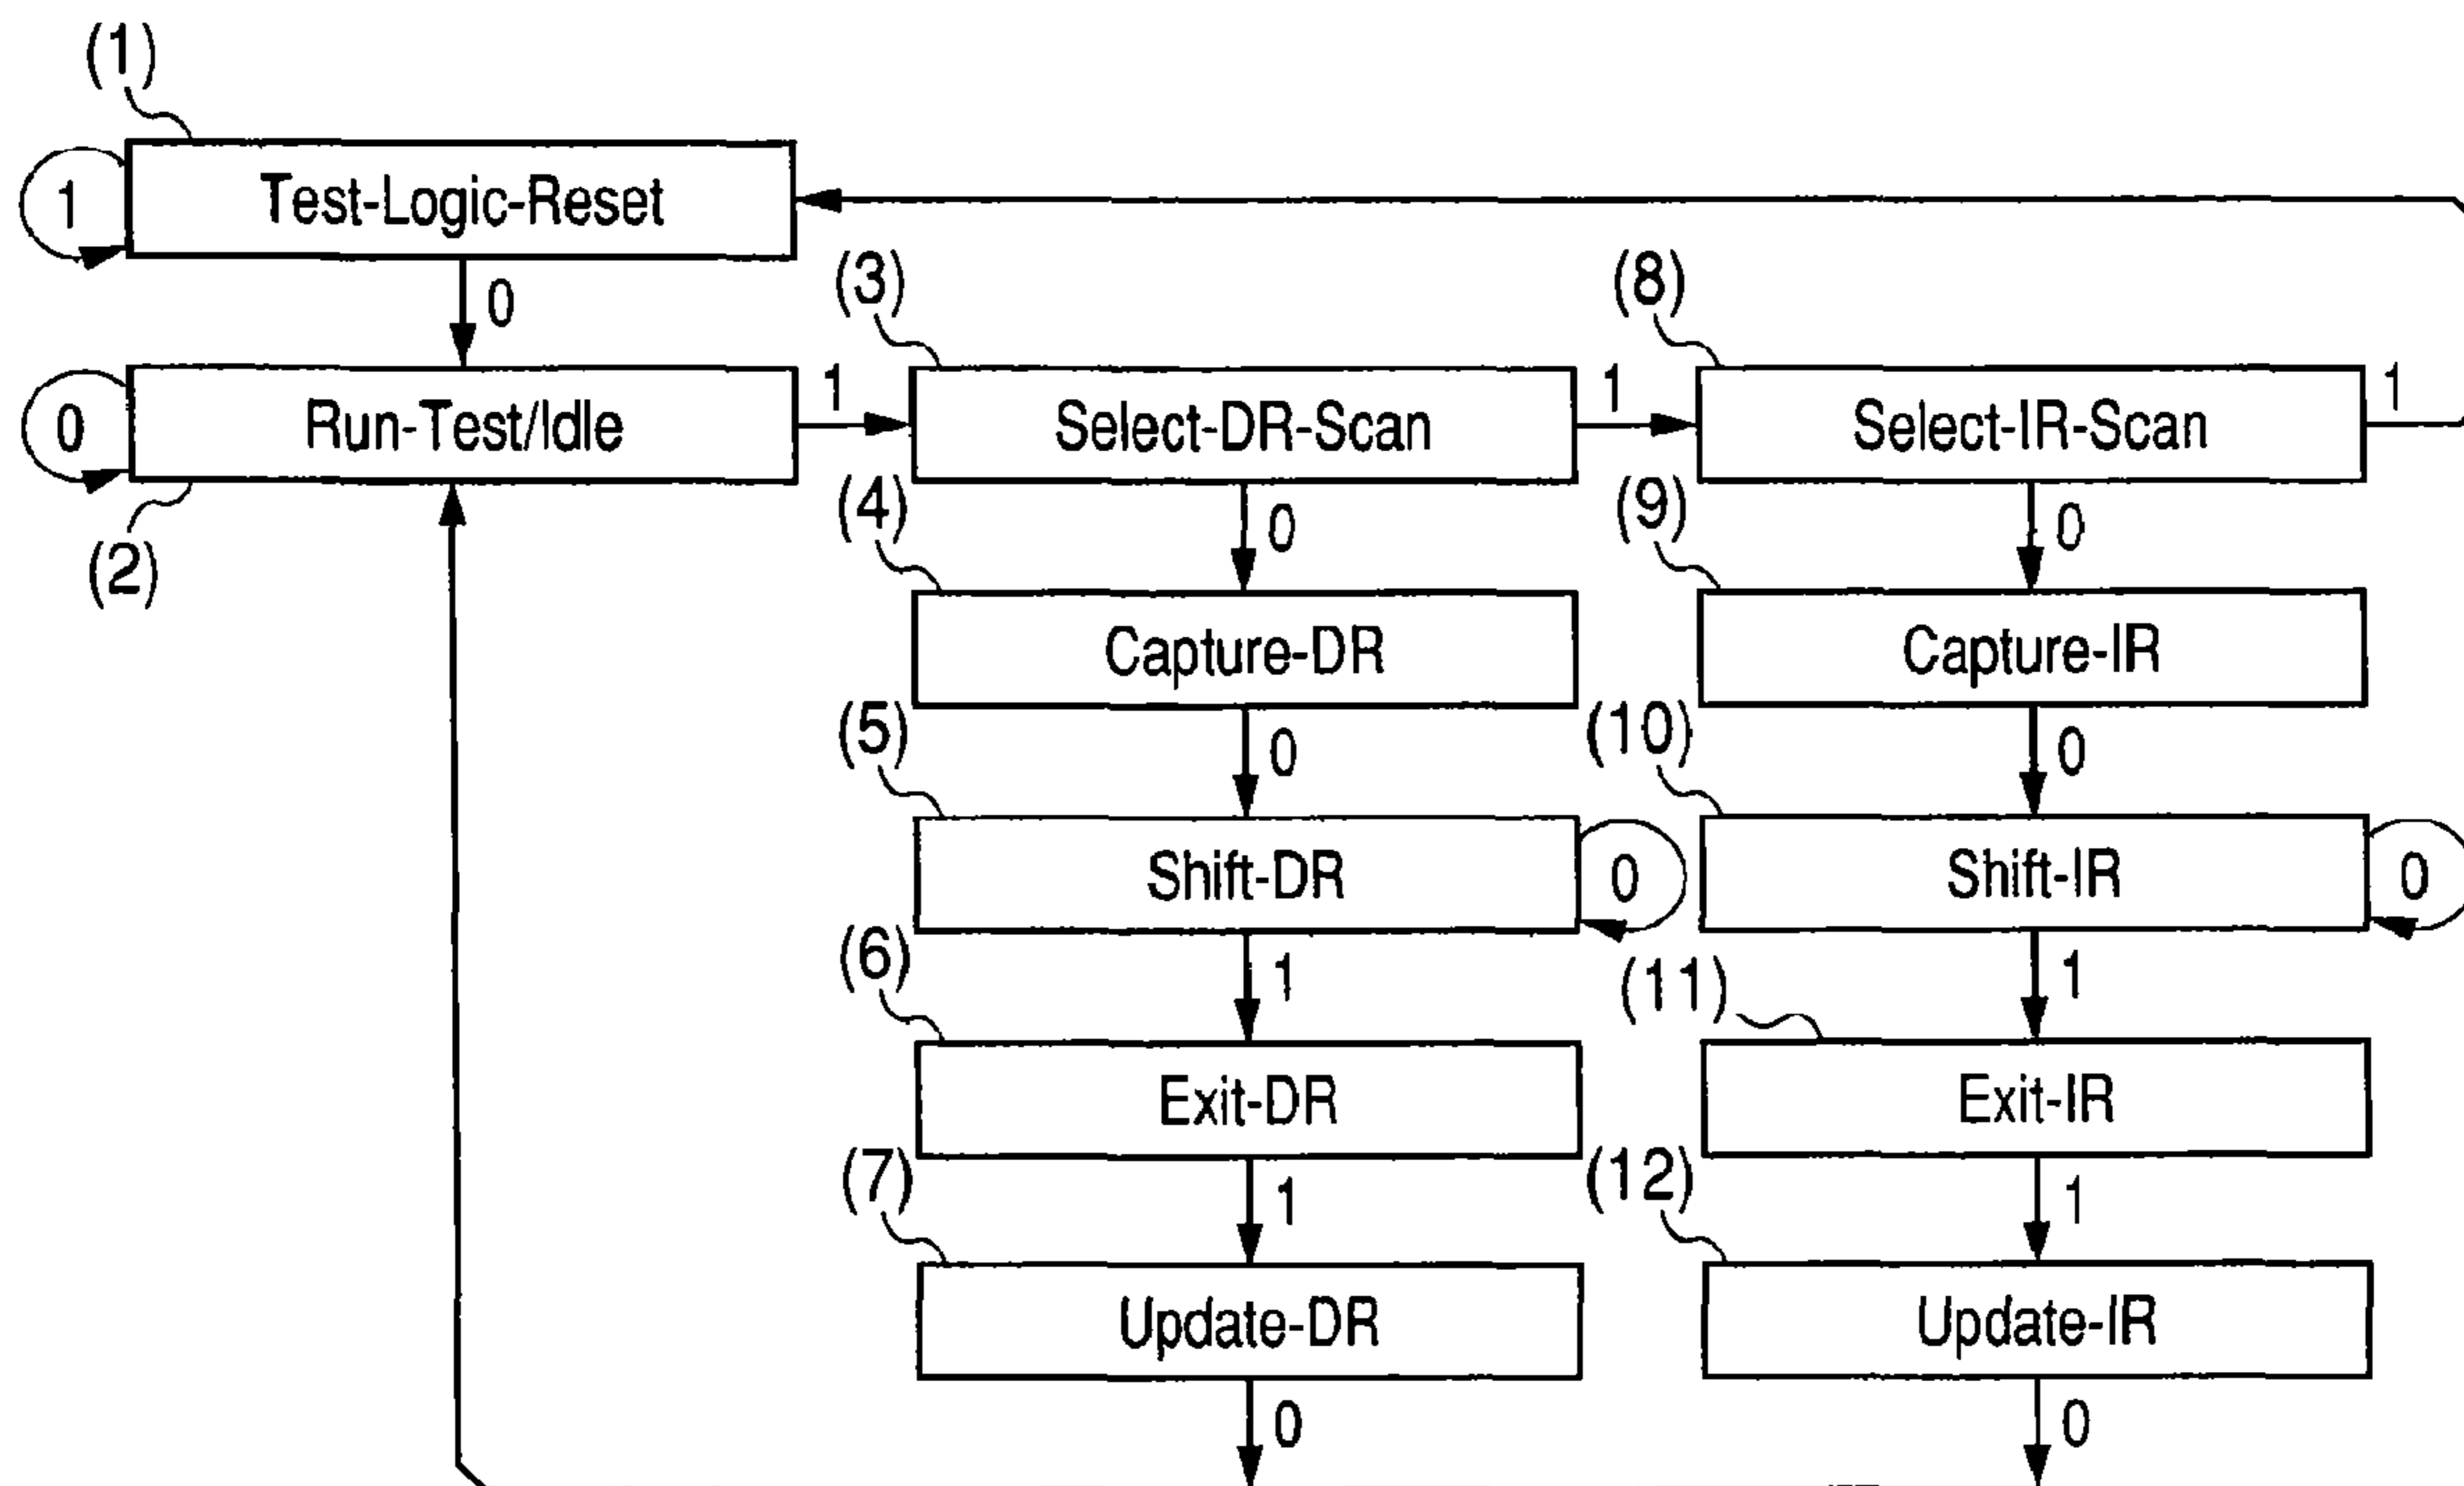 (1)
1
Test-Logic-Reset
0
(3)
(8)
0
Run-Test/Idle
1
Select-DR-Scan
1
Select-IR-Scan
1
(2)
(4)
0
(9)
0
Capture-DR
Capture-IR
(5)
0
(10)
0
Shift-DR
0
Shift-IR
0
(6)
1
(11)
1
Exit-DR
Exit-IR
(7)
1
(12)
1
Update-DR
Update-IR
0
0